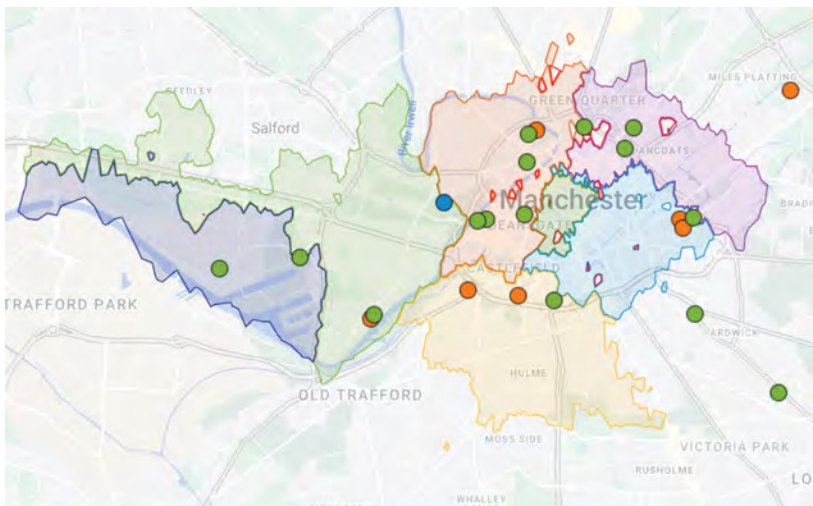 SEEDLEY
MILES PLATTING
GREEN QUARTER
Salford
River Irwell
ANCOATS
Manchester
DEANSGATE
CASTLEFIELD
TRAFFORD PARK
ARDWICK
HULME
OLD TRAFFORD
MOSS SIDE
VICTORIA PARK
RUSHOLME
LO
WHALLEY